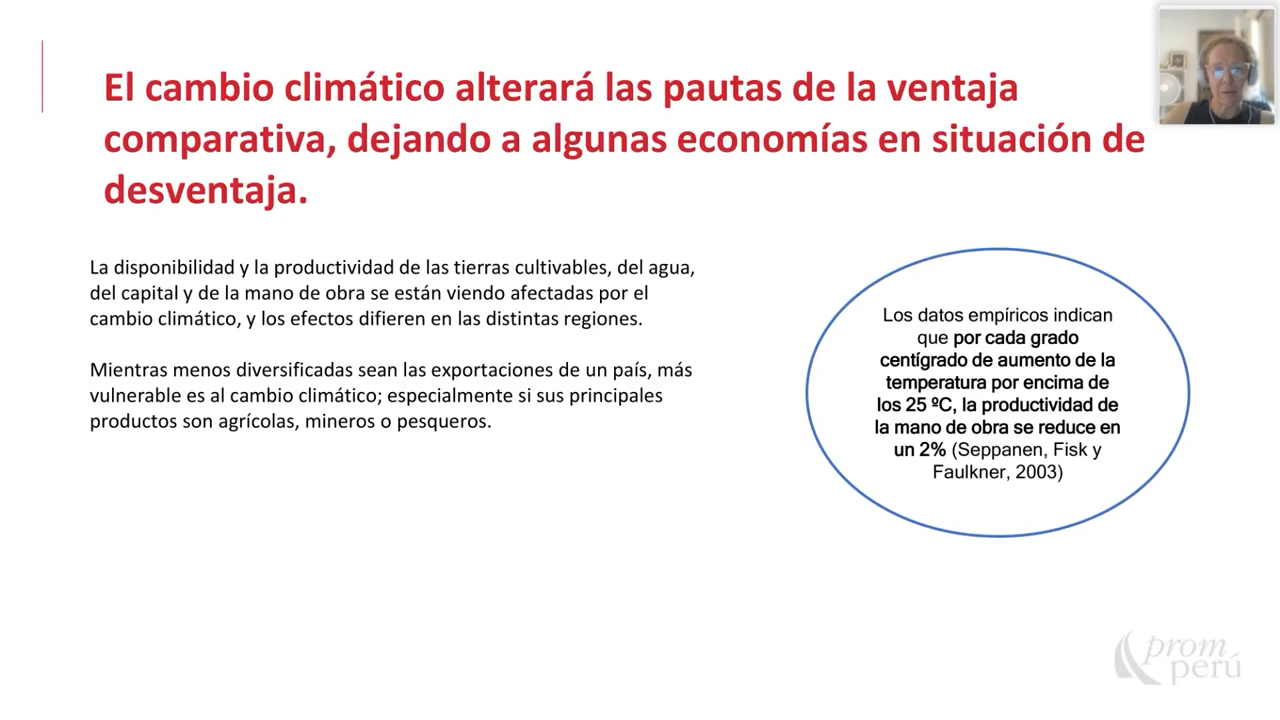 El cambio climático alterará las pautas de la ventaja
comparativa, dejando a algunas economías en situación de
desventaja.
La disponibilidad y la productividad de las tierras cultivables, del agua,
del capital y de la mano de obra se están viendo afectadas por el
cambio climático, y los efectos difieren en las distintas regiones.
Mientras menos diversificadas sean las exportaciones de un país, más
vulnerable es al cambio climático; especialmente si sus principales
productos son agrícolas, mineros o pesqueros.
Los datos empíricos indican
que por cada grado
centígrado de aumento de la
temperatura por encima de
los 25 ºC, la productividad de
la mano de obra se reduce en
un 2% (Seppanen, Fisk y
Faulkner, 2003)
prom
perú